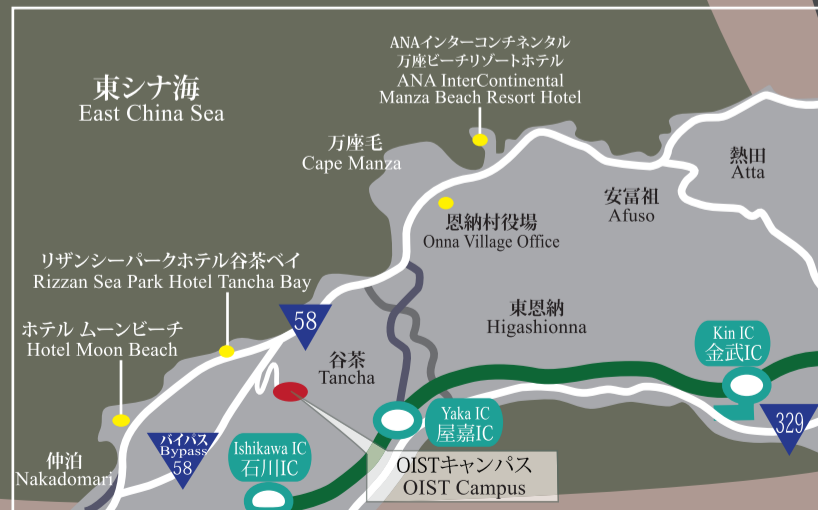 ANAインターコンチネンタル
万座ビーチリゾートホテル
ANA InterContinental
Manza Beach Resort Hotel
東シナ海
East China Sea
万座毛
Cape Manza
熱田
Atta
安富祖
Afuso
恩納村役場
Onna Village Office
リザンシーパークホテル谷茶ベイ
Rizzan Sea Park Hotel Tancha Bay
東恩納
Higashionna
58
ホテル ムーンビーチ
Hotel Moon Beach
Kin IC
金武IC
谷茶
Tancha
Yaka IC
屋嘉IC
329
バイパス
Bypass
58
Ishikawa IC
石川IC
仲泊
Nakadomari
OISTキャンパス
OIST Campus